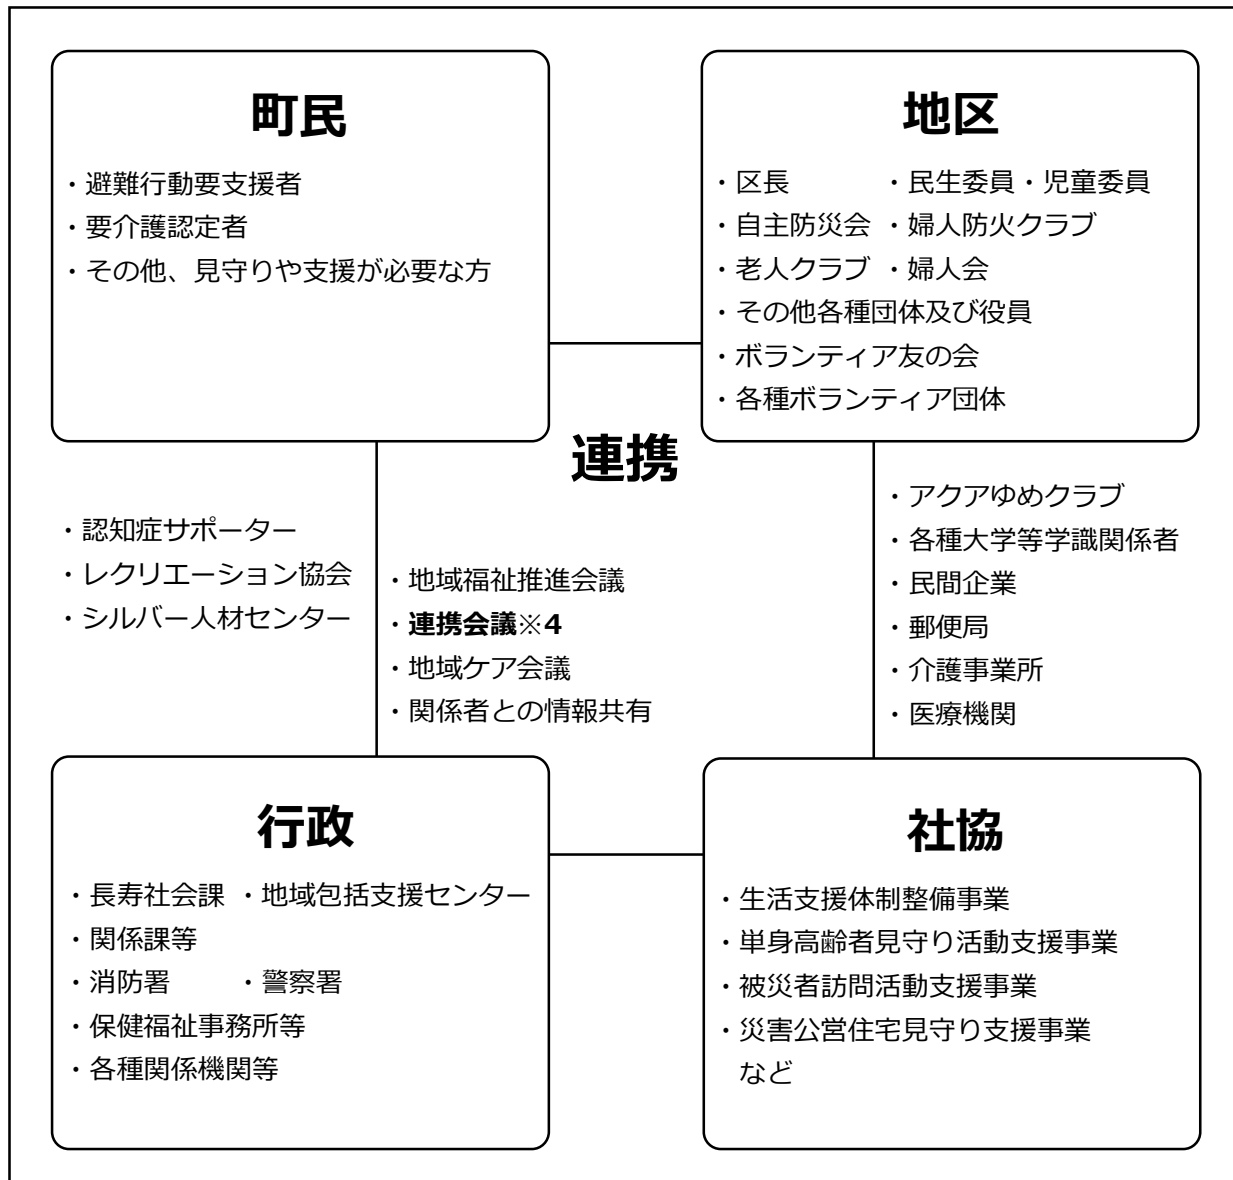 町民
・避難行動要支援者
・要介護認定者
・その他、見守りや支援が必要な方
地区
・区長 ・民生委員・児童委員
・自主防災会 ・婦人防火クラブ
・老人クラブ ・婦人会
・その他各種団体及び役員
・ボランティア友の会
・各種ボランティア団体
連携
・認知症サポーター
・レクリエーション協会
・シルバー人材センター
・地域福祉推進会議
・連携会議※4
・地域ケア会議
・関係者との情報共有
・アクアゆめクラブ
・各種大学等学識関係者
・民間企業
・郵便局
・介護事業所
・医療機関
行政
・長寿社会課 ・地域包括支援センター
・関係課等
・消防署 ・警察署
・保健福祉事務所等
・各種関係機関等
社協
・生活支援体制整備事業
・単身高齢者見守り活動支援事業
・被災者訪問活動支援事業
・災害公営住宅見守り支援事業
など